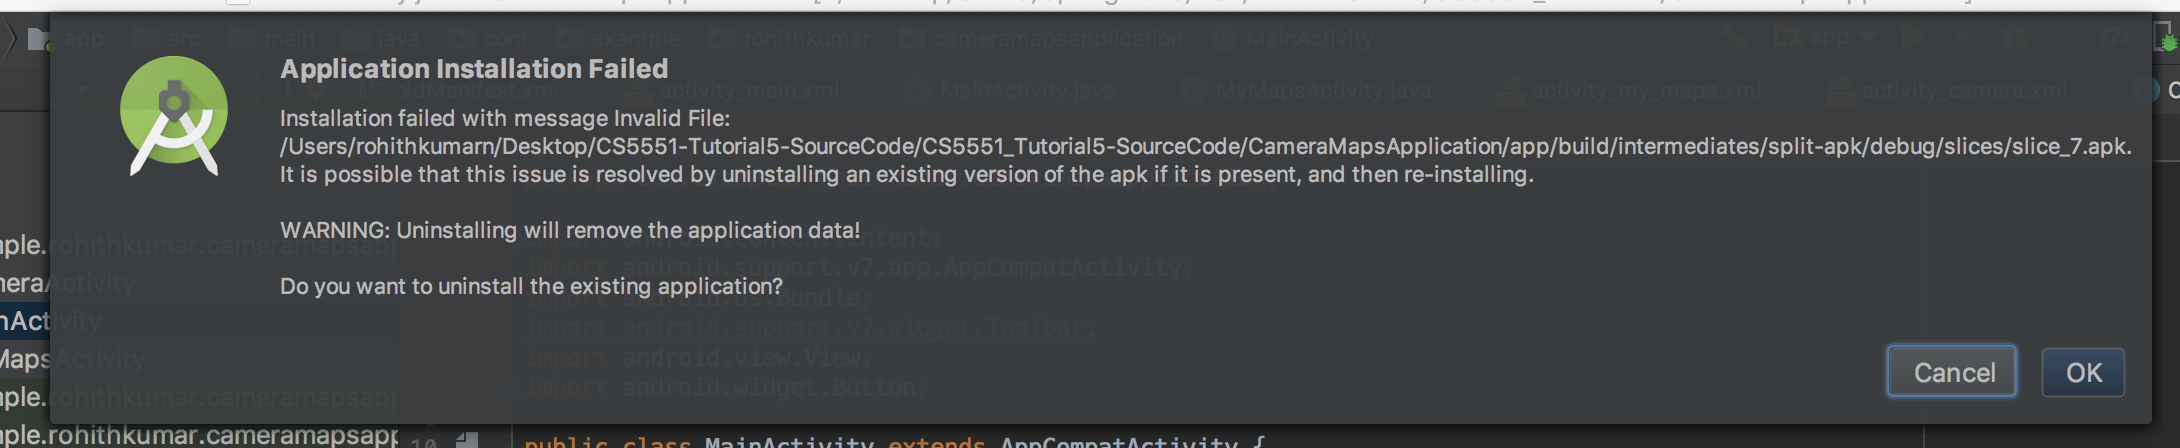 app src main java com example rohithkumar cameramapsapplication MainActivity app
Application Installation Failed
oidManifest.xml activity_main.xml MainActivity.java MyMapsActivity.java activity_my_maps.xml activity_camera.xml
Installation failed with message Invalid File:
/Users/rohithkumarn/Desktop/CS5551-Tutorial5-SourceCode/CS5551_Tutorial5-SourceCode/CameraMapsApplication/app/build/intermediates/split-apk/debug/slices/slice_7.apk.
It is possible that this issue is resolved by uninstalling an existing version of the apk if it is present, and then re-installing.
WARNING: Uninstalling will remove the application data!
import android.content.Intent;
nple.rohithkumar.cameramapsapp
import android.support.v7.app.AppCompatActivity;
neraActivity
Do you want to uninstall the existing application?
import android.os.Bundle;
nActivity
import android.support.v7.widget.Toolbar;
MapsActivity
import android.view.View;
Cancel OK
import android.widget.Button;
nple.rohithkumar.cameramapsapp
nple.rohithkumar.cameramapsapp
10 public class MainActivity extends AppCompatActivity {